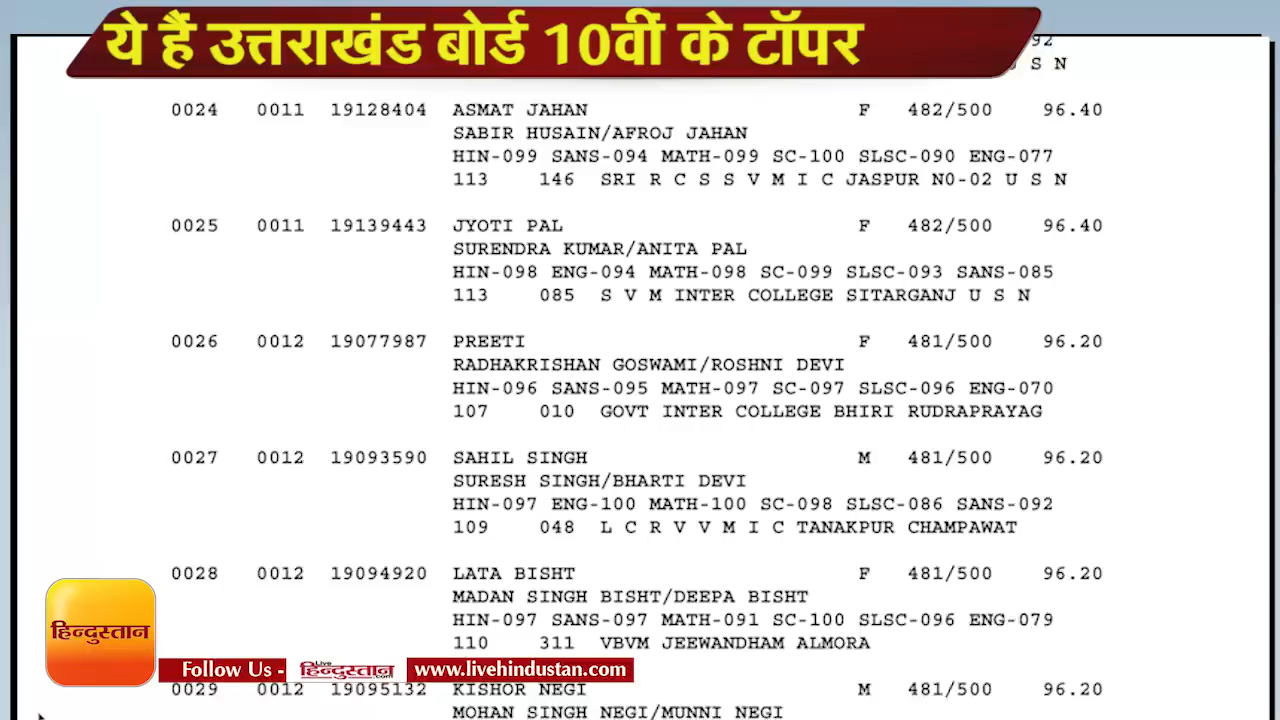 ये हैं उत्तराखंड बोर्ड 10वीं के टॉपर
92
U S N
0024 0011 19128404 ASMAT JAHAN F 482/500 96.40
SABIR HUSAIN/AFROJ JAHAN
HIN-099 SANS-094 MATH-099 SC-100 SLSC-090 ENG-077
113 146 SRI R C S S V M I C JASPUR N0-02 U S N
0025 0011 19139443 JYOTI PAL F 482/500 96.40
SURENDRA KUMAR/ANITA PAL
HIN-098 ENG-094 MATH-098 SC-099 SLSC-093 SANS-085
113 085 S V M INTER COLLEGE SITARGANJ U S N
0026 0012 19077987 PREETI F 481/500 96.20
RADHAKRISHAN GOSWAMI/ROSHNI DEVI
HIN-096 SANS-095 MATH-097 SC-097 SLSC-096 ENG-070
107 010 GOVT INTER COLLEGE BHIRI RUDRAPRAYAG
0027 0012 19093590 SAHIL SINGH M 481/500 96.20
SURESH SINGH/BHARTI DEVI
HIN-097 ENG-100 MATH-100 SC-098 SLSC-086 SANS-092
109 048 L C R V V M I C TANAKPUR CHAMPAWAT
0028 0012 19094920 LATA BISHT F 481/500 96.20
MADAN SINGH BISHT/DEEPA BISHT
HIN-097 SANS-097 MATH-091 SC-100 SLSC-096 ENG-079
110 311 VBVM JEEWANDHAM ALMORA
हिन्दुस्तान
Follow Us - Live हिन्दुस्तान .com www.livehindustan.com
0029 0012 19095132 KISHOR NEGI M 481/500 96.20
MOHAN SINGH NEGI/MUNNI NEGI